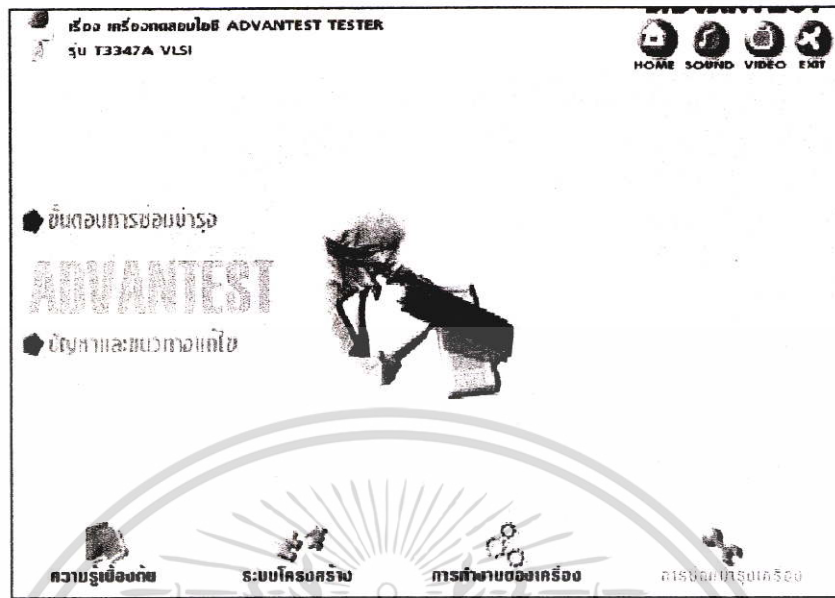 เรื่อง เครื่องทดสอบไอซี ADVANTEST TESTER
รุ่น T3347A VLSI
ADVANTEST
HOME SOUND VIDEO EXIT
ขั้นตอนการซ่อมบำรุง
ADVANTEST
ปัญหาและแนวทางแก้ไข
ความรู้เบื้องต้น ระบบโครงสร้าง การทำงานของเครื่อง การซ่อมบำรุงเครื่อง